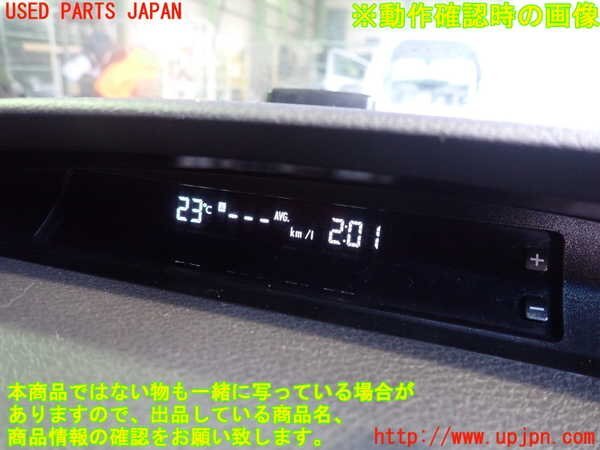 USED PARTS JAPAN
※動作確認時の画像
23℃ A --- AVG. km/l 2:01
+
−
本商品ではない物も一緒に写っている場合が
ありますので、出品している商品名、
商品情報の確認をお願い致します。
http://www.upjpn.com